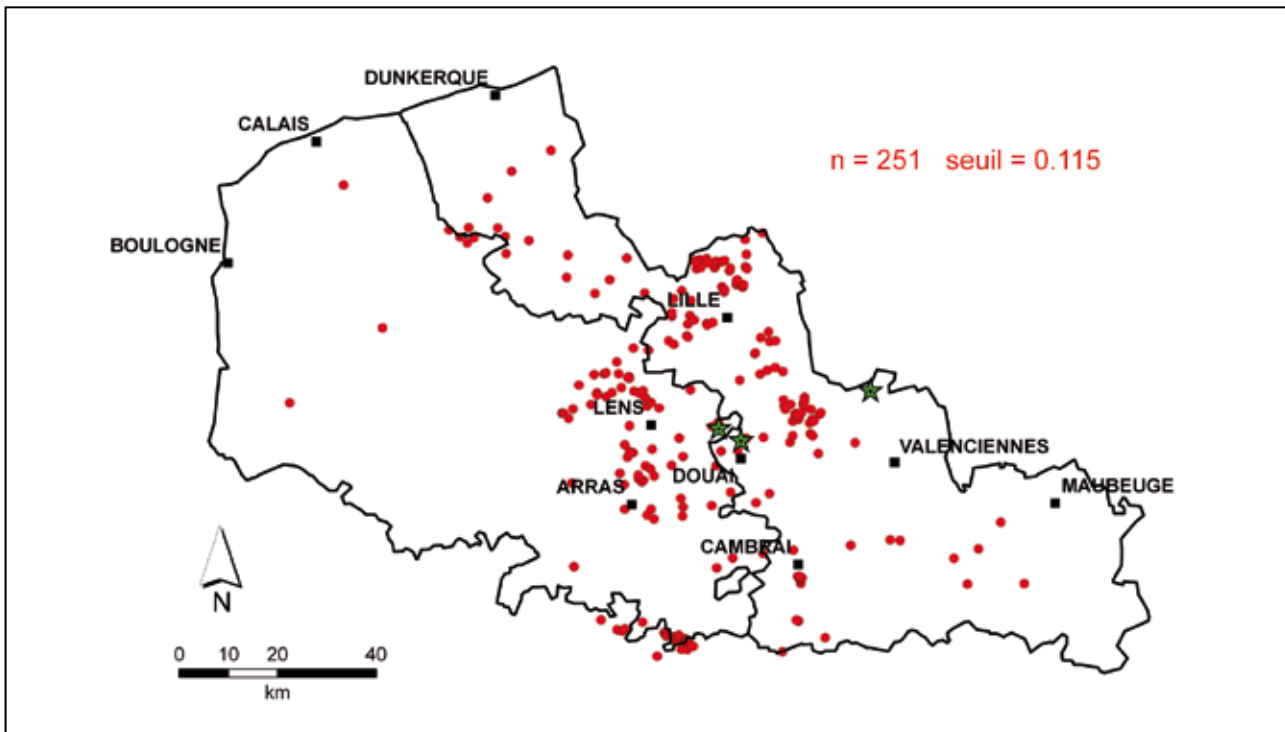 DUNKERQUE
CALAIS
n = 251 seuil = 0.115
BOULOGNE
LILLE
LENS
VALENCIENNES
DOUAI
ARRAS
MAUBEUGE
CAMBRAI
N
0 10 20 40
km